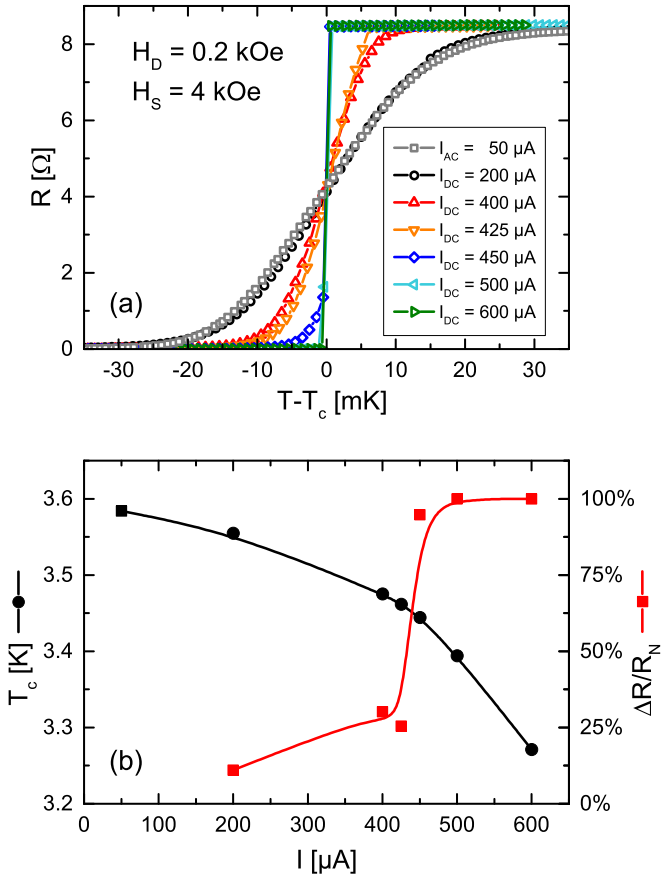 8
6
4
2
0
R [Ω]
H_D = 0.2 kOe
H_S = 4 kOe
I_AC = 50 µA
I_DC = 200 µA
I_DC = 400 µA
I_DC = 425 µA
I_DC = 450 µA
I_DC = 500 µA
I_DC = 600 µA
(a)
-30 -20 -10 0 10 20 30
T-T_c [mK]
3.6
3.5
3.4
3.3
3.2
T_c [K]
100%
75%
50%
25%
0%
ΔR/R_N
(b)
0 100 200 300 400 500 600
I [µA]